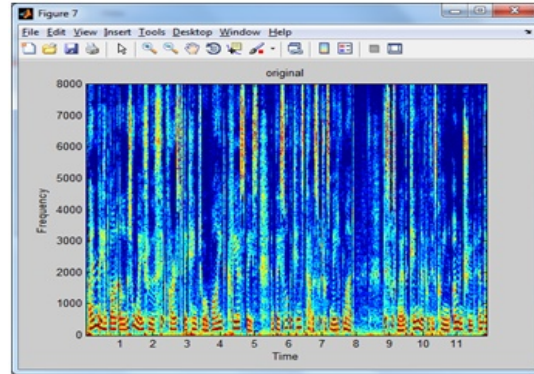 Figure 7
File Edit View Insert Tools Desktop Window Help
original
8000
7000
6000
5000
4000
3000
2000
1000
0
Frequency
1 2 3 4 5 6 7 8 9 10 11
Time